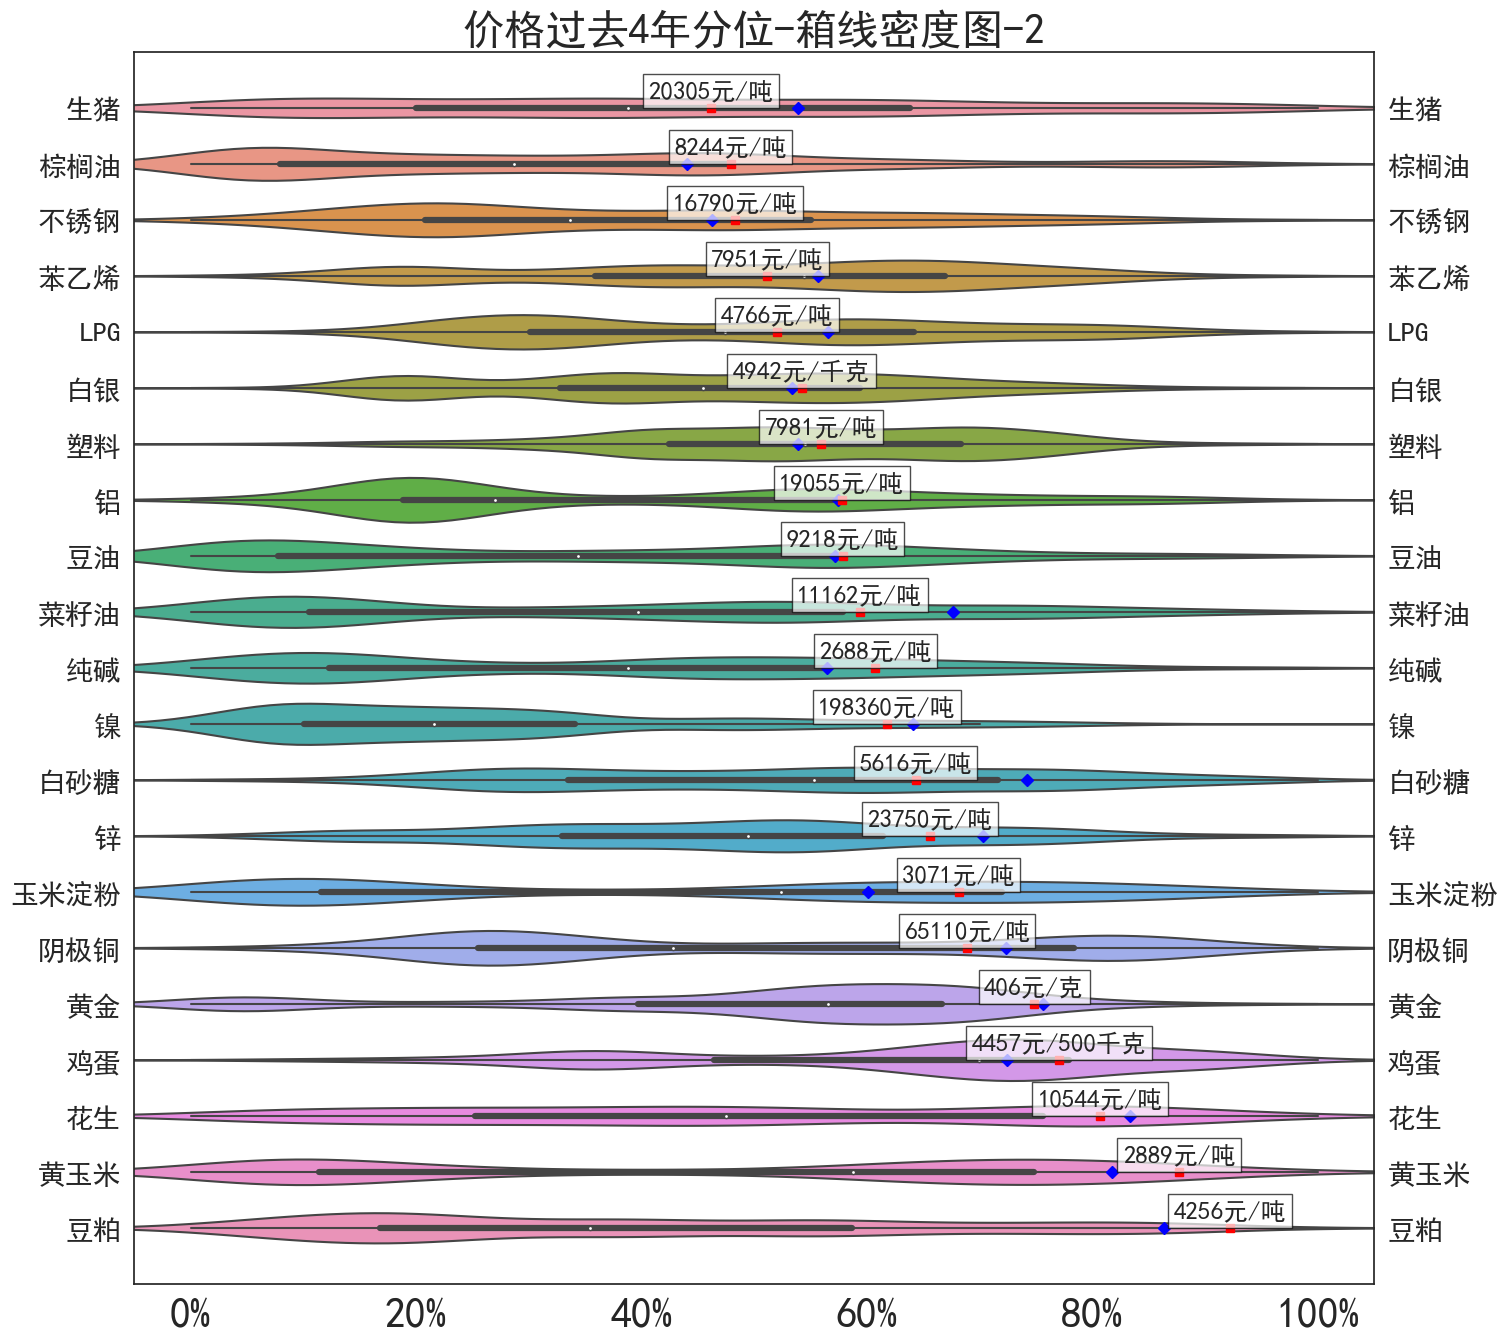 价格过去4年分位-箱线密度图-2
生猪 20305元/吨 生猪
棕榈油 8244元/吨 棕榈油
不锈钢 16790元/吨 不锈钢
苯乙烯 7951元/吨 苯乙烯
LPG 4766元/吨 LPG
白银 4942元/千克 白银
塑料 7981元/吨 塑料
铝 19055元/吨 铝
豆油 9218元/吨 豆油
菜籽油 11162元/吨 菜籽油
纯碱 2688元/吨 纯碱
镍 198360元/吨 镍
白砂糖 5616元/吨 白砂糖
锌 23750元/吨 锌
玉米淀粉 3071元/吨 玉米淀粉
阴极铜 65110元/吨 阴极铜
黄金 406元/克 黄金
鸡蛋 4457元/500千克 鸡蛋
花生 10544元/吨 花生
黄玉米 2889元/吨 黄玉米
豆粕 4256元/吨 豆粕
0% 20% 40% 60% 80% 100%